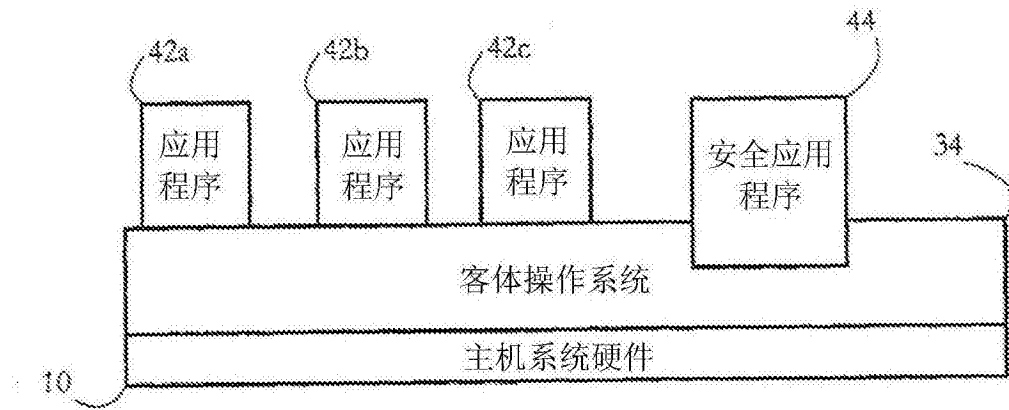 42a
42b
42c
44
应用
程序
应用
程序
应用
程序
安全应用
程序
34
客体操作系统
主机系统硬件
10